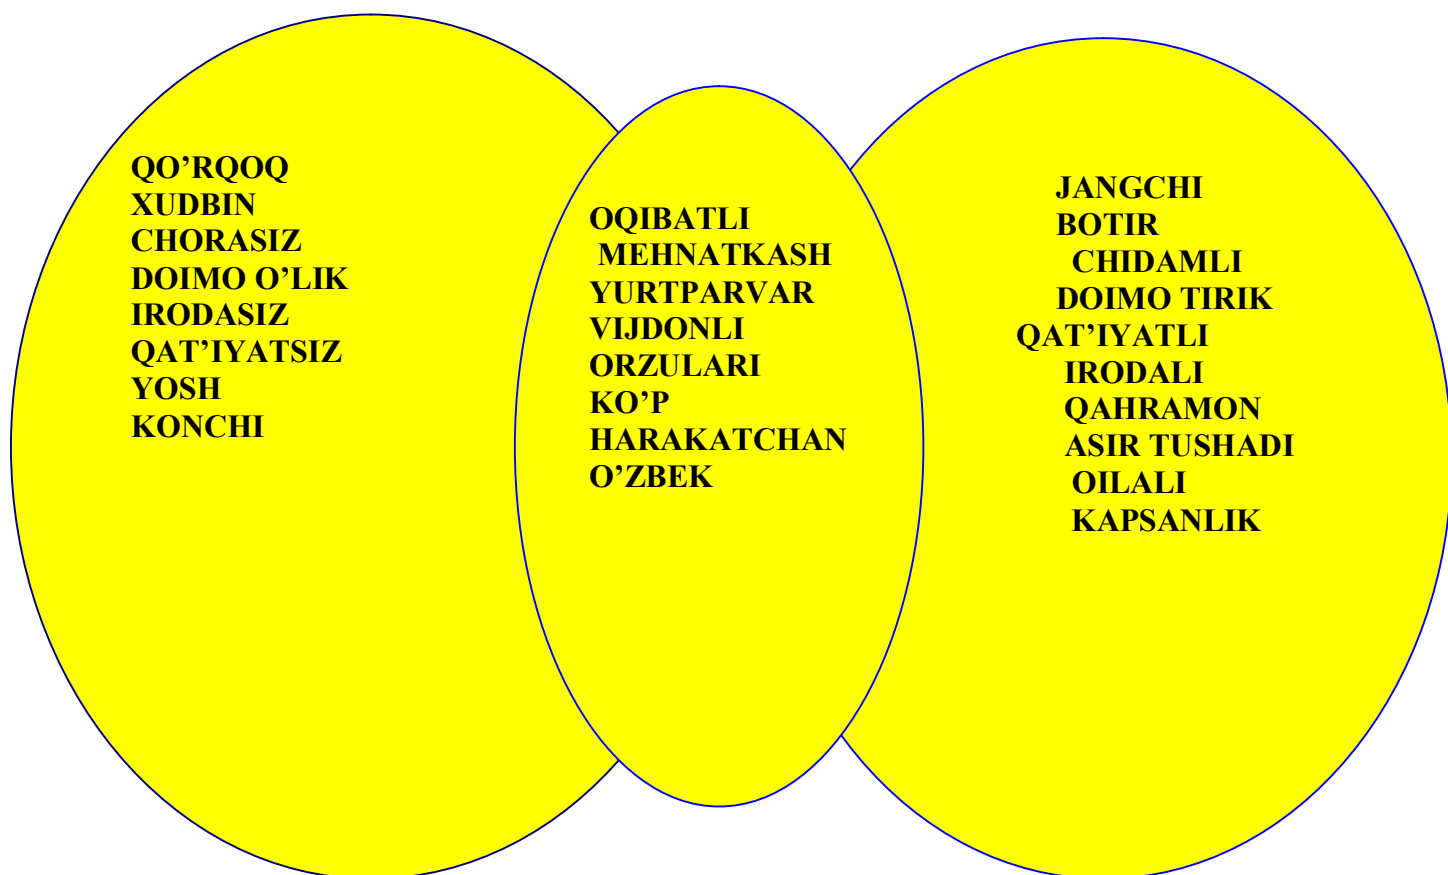 QO’RQOQ
XUDBIN
CHORASIZ
DOIMO O’LIK
IRODASIZ
QAT’IYATSIZ
YOSH
KONCHI
OQIBATLI
MEHNATKASH
YURTPARVAR
VIJDONLI
ORZULARI
KO’P
HARAKATCHAN
O’ZBEK
JANGCHI
BOTIR
CHIDAMLI
DOIMO TIRIK
QAT’IYATLI
IRODALI
QAHRAMON
ASIR TUSHADI
OILALI
KAPSANLIK